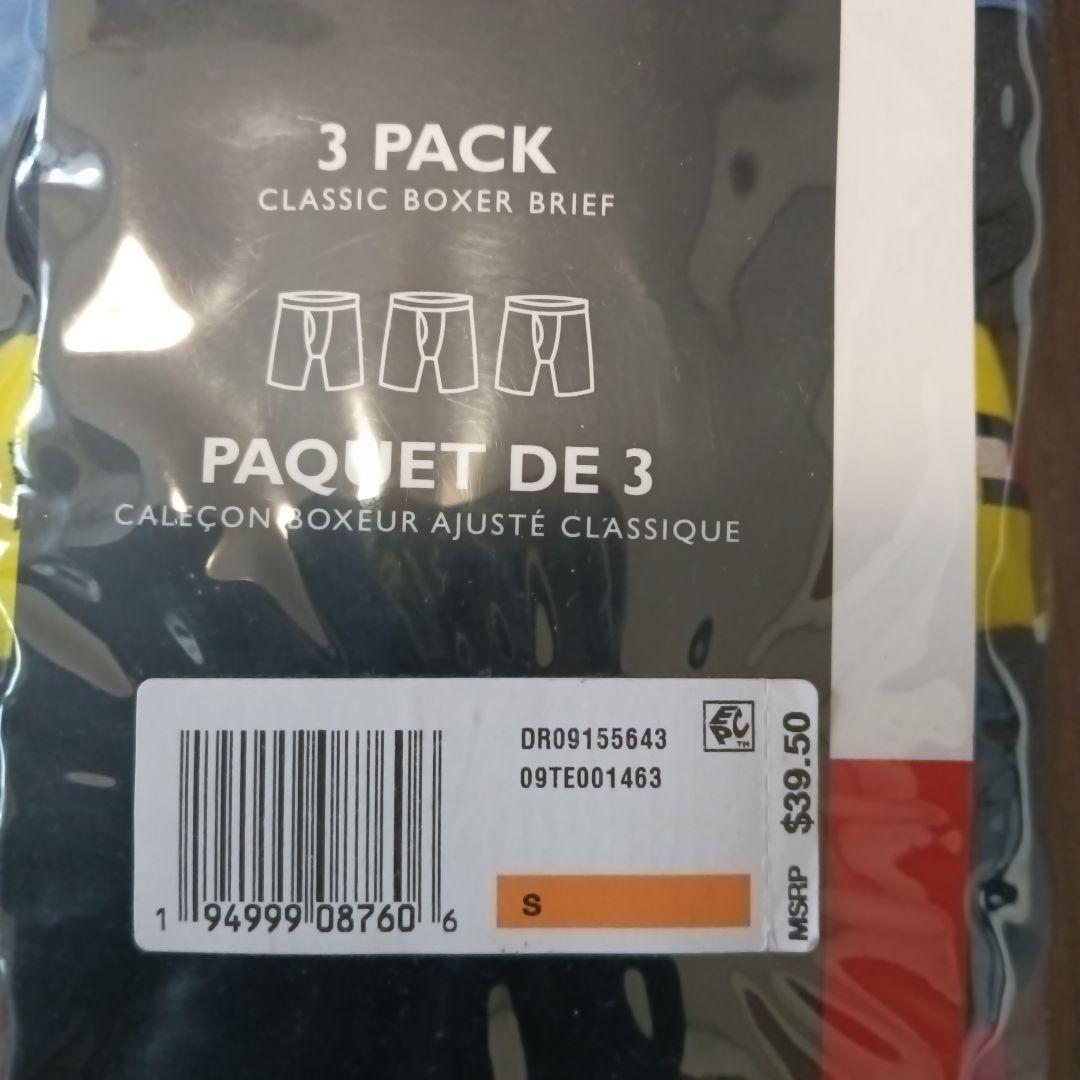 3 PACK
CLASSIC BOXER BRIEF
PAQUET DE 3
CALEÇON BOXEUR AJUSTÉ CLASSIQUE
DR09155643
09TE001463
EPC™
MSRP $39.50
S
1 94999 08760 6